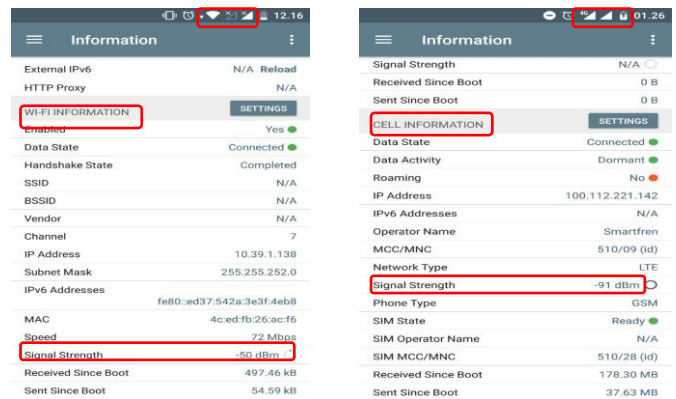 12.16
Information
External IPv6 N/A Reload
HTTP Proxy N/A
WI-FI INFORMATION SETTINGS
Enabled Yes
Data State Connected
Handshake State Completed
SSID N/A
BSSID N/A
Vendor N/A
Channel 7
IP Address 10.39.1.138
Subnet Mask 255.255.252.0
IPv6 Addresses
fe80::ed37:542a:3e3f:4eb8
MAC 4c:ed:fb:26:ac:f6
Speed 72 Mbps
Signal Strength -50 dBm
Received Since Boot 497.46 kB
Sent Since Boot 54.59 kB
4G 01.26
Information
Signal Strength N/A
Received Since Boot 0 B
Sent Since Boot 0 B
CELL INFORMATION SETTINGS
Data State Connected
Data Activity Dormant
Roaming No
IP Address 100.112.221.142
IPv6 Addresses N/A
Operator Name Smartfren
MCC/MNC 510/09 (id)
Network Type LTE
Signal Strength -91 dBm
Phone Type GSM
SIM State Ready
SIM Operator Name N/A
SIM MCC/MNC 510/28 (id)
Received Since Boot 178.30 MB
Sent Since Boot 37.63 MB